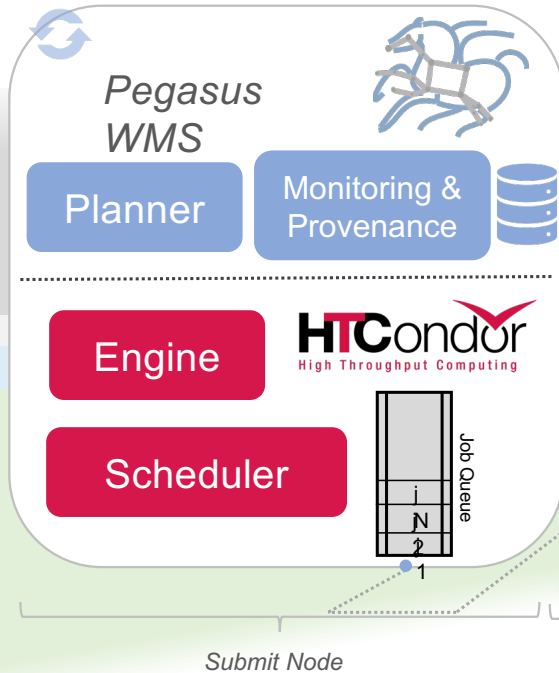 Pegasus
WMS
Planner
Monitoring &
Provenance
Engine
HTCondor
High Throughput Computing
Scheduler
Job Queue
j
N
j
2
j
1
Submit Node